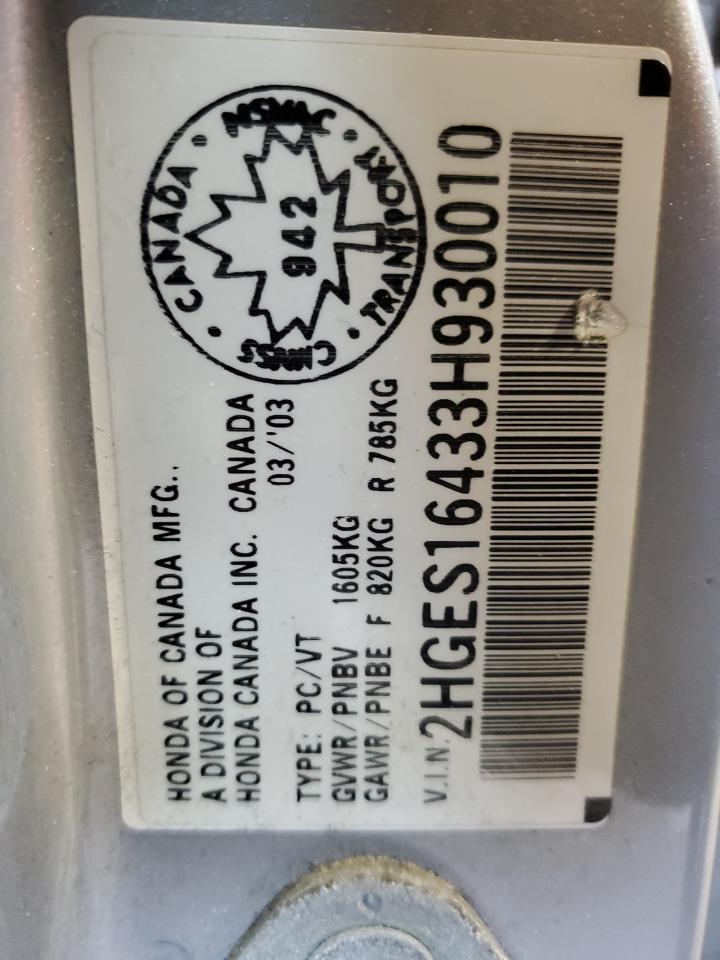 HONDA OF CANADA MFG.,
A DIVISION OF
HONDA CANADA INC. CANADA
03/'03
TYPE: PC/VT
GVWR/PNBV 1605KG
GAWR/PNBE F 820KG R 785KG
V.I.N. 2HGES16433H930010
CANADA • NSMVAC • TRANSPORT •
942